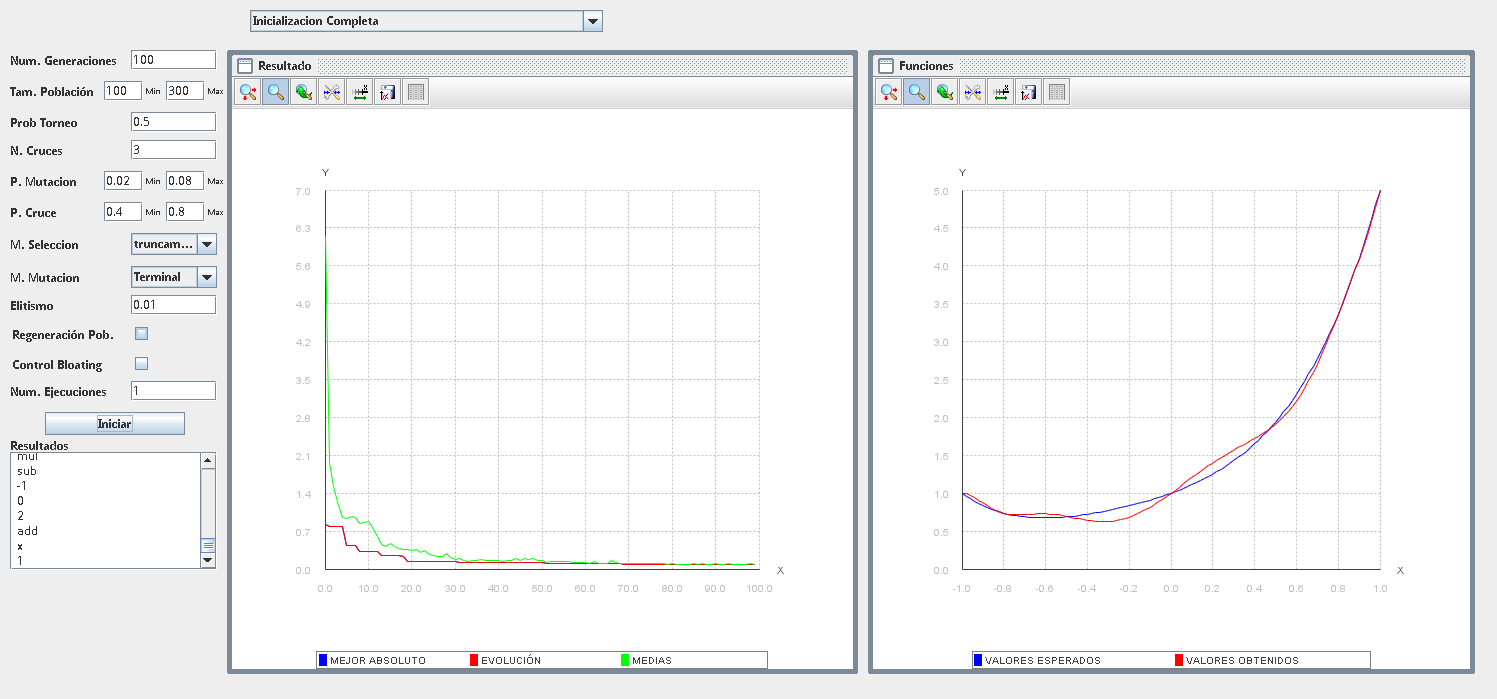 Inicializacion Completa
Num. Generaciones 100
Tam. Población 100 Min 300 Max
Prob Torneo 0.5
N. Cruces 3
P. Mutacion 0.02 Min 0.08 Max
P. Cruce 0.4 Min 0.8 Max
M. Seleccion truncam...
M. Mutacion Terminal
Elitismo 0.01
Regeneración Pob.
Control Bloating
Num. Ejecuciones 1
Iniciar
Resultados
mul
sub
-1
0
2
add
x
1
Resultado
Y
7.0
6.3
5.6
4.9
4.2
3.5
2.8
2.1
1.4
0.7
0.0
X
0.0 10.0 20.0 30.0 40.0 50.0 60.0 70.0 80.0 90.0 100.0
MEJOR ABSOLUTO EVOLUCIÓN MEDIAS
Funciones
Y
5.0
4.5
4.0
3.5
3.0
2.5
2.0
1.5
1.0
0.5
0.0
X
-1.0 -0.8 -0.6 -0.4 -0.2 0.0 0.2 0.4 0.6 0.8 1.0
VALORES ESPERADOS VALORES OBTENIDOS